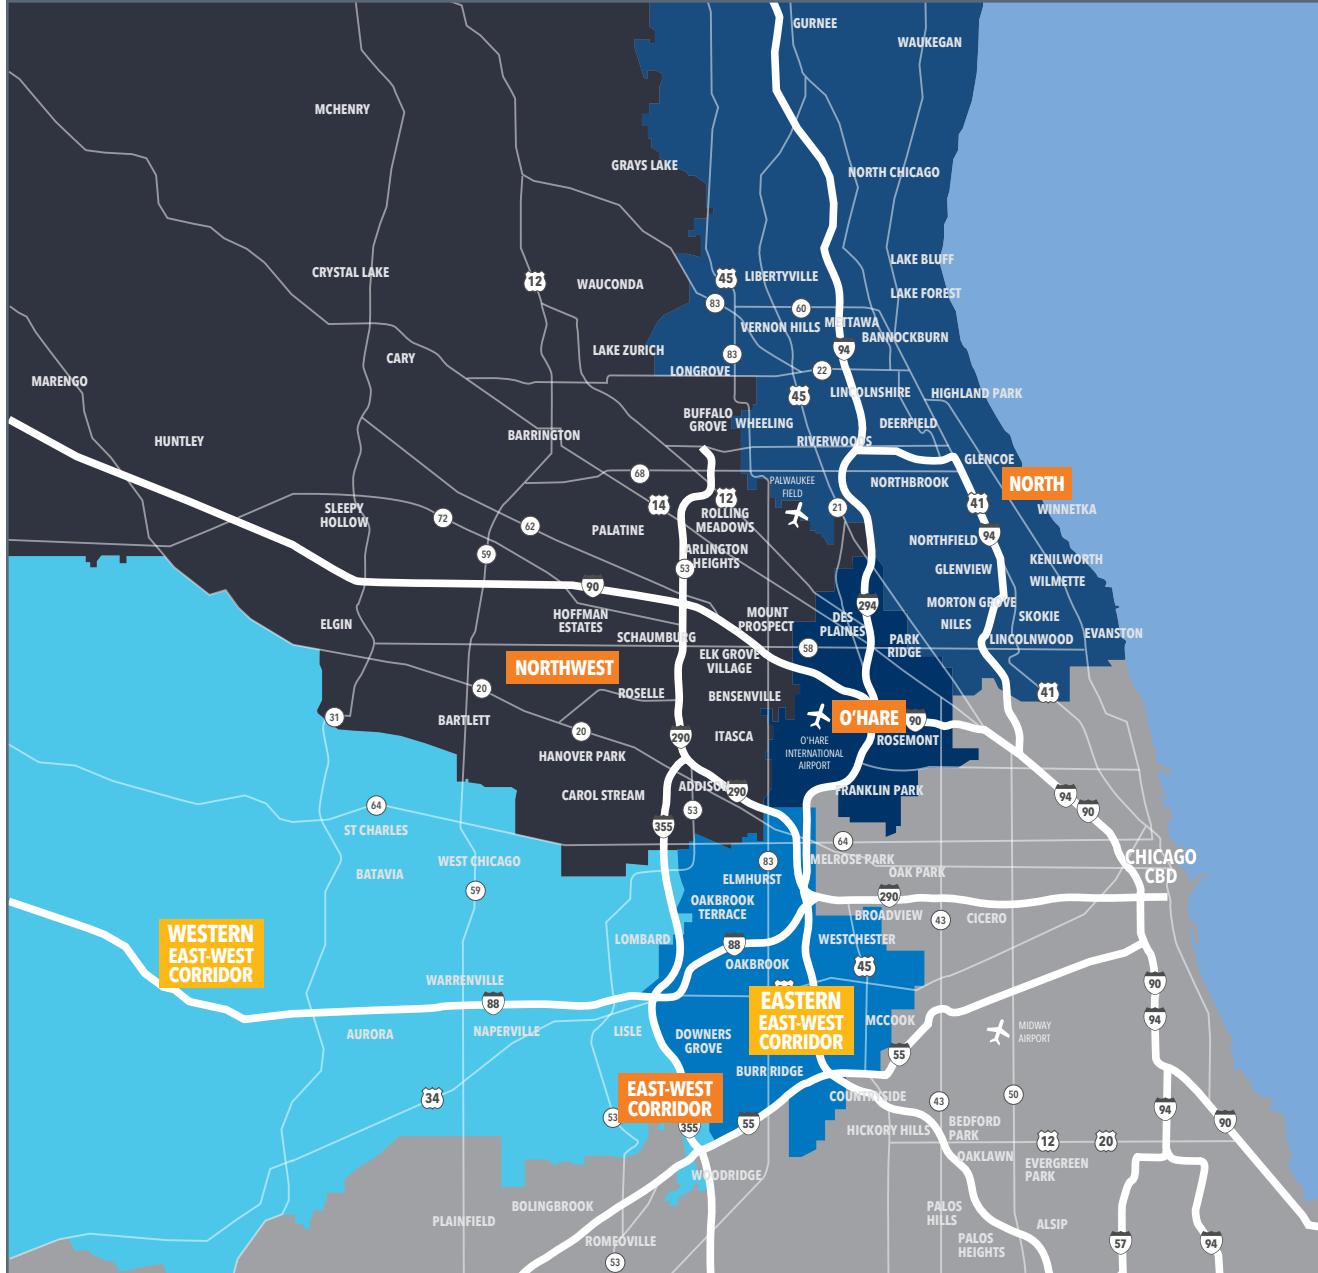 GURNEE
WAUKEGAN
MCHENRY
GRAYS LAKE
NORTH CHICAGO
LAKE BLUFF
CRYSTAL LAKE
12
WAUCONDA
45
LIBERTYVILLE
LAKE FOREST
83
60
VERNON HILLS
METTAWA
BANNOCKBURN
94
LAKE ZURICH
83
CARY
LONGROVE
22
MARENGO
45
LINCOLNSHIRE
HIGHLAND PARK
BUFFALO
GROVE
WHEELING
DEERFIELD
HUNTLEY
BARRINGTON
RIVERWOODS
GLENCOE
68
PALWAUKEE
FIELD
NORTHBROOK
NORTH
14
12
21
41
WINNETKA
SLEEPY
HOLLOW
72
62
PALATINE
ROLLING
MEADOWS
94
NORTHFIELD
59
ARLINGTON
HEIGHTS
53
KENILWORTH
GLENVIEW
WILMETTE
90
294
MORTON GROVE
HOFFMAN
ESTATES
MOUNT
PROSPECT
DES
PLAINES
SKOKIE
NILES
ELGIN
SCHAUMBURG
PARK
RIDGE
LINCOLNWOOD
EVANSTON
58
ELK GROVE
VILLAGE
NORTHWEST
20
ROSELLE
BENSENVILLE
41
31
BARTLETT
O'HARE
90
20
290
ITASCA
O'HARE
INTERNATIONAL
AIRPORT
ROSEMONT
HANOVER PARK
CAROL STREAM
ADDISON
290
FRANKLIN PARK
94
90
64
53
ST CHARLES
355
64
WEST CHICAGO
83
MELROSE PARK
CHICAGO
CBD
BATAVIA
ELMHURST
OAK PARK
59
290
OAKBROOK
TERRACE
BROADVIEW
43
CICERO
WESTERN
EAST-WEST
CORRIDOR
LOMBARD
88
WESTCHESTER
OAKBROOK
45
WARRENVILLE
90
88
EASTERN
EAST-WEST
CORRIDOR
94
MCCOOK
AURORA
NAPERVILLE
LISLE
DOWNERS
GROVE
MIDWAY
AIRPORT
55
BURR RIDGE
34
EAST-WEST
CORRIDOR
COUNTRYSIDE
43
50
94
53
355
55
90
HICKORY HILLS
BEDFORD
PARK
12
20
OAKLAWN
EVERGREEN
PARK
WOODRIDGE
BOLINGBROOK
PALOS
HILLS
PLAINFIELD
ALSIP
ROMEOVILLE
PALOS
HEIGHTS
57
94
53